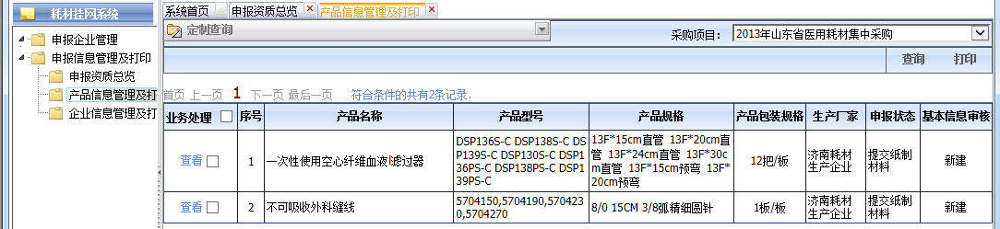 耗材挂网系统
申报企业管理
申报信息管理及打印
申报资质总览
产品信息管理及打
企业信息管理及打
系统首页 申报资质总览 产品信息管理及打印
定制查询
采购项目： 2013年山东省医用耗材集中采购
查询 打印
首页 上一页 1 下一页 最后一页 符合条件的共有2条记录.
业务处理 序号 产品名称 产品型号 产品规格 产品包装规格 生产厂家 申报状态 基本信息审核
查看 1 一次性使用空心纤维血液滤过器
DSP136S-C DSP138S-C DS
P139S-C DSP130S-C DSP1
36PS-C DSP138PS-C DSP1
39PS-C
13F*15cm直管 13F*20cm直
管 13F*24cm直管 13F*30c
m直管 13F*15cm预弯 13F*
20cm预弯
12把/板
济南耗材
生产企业
提交纸制
材料
新建
查看 2 不可吸收外科缝线
5704150,5704190,570423
0,5704270
8/0 15CM 3/8弧精细圆针
1板/板
济南耗材
生产企业
提交纸制
材料
新建